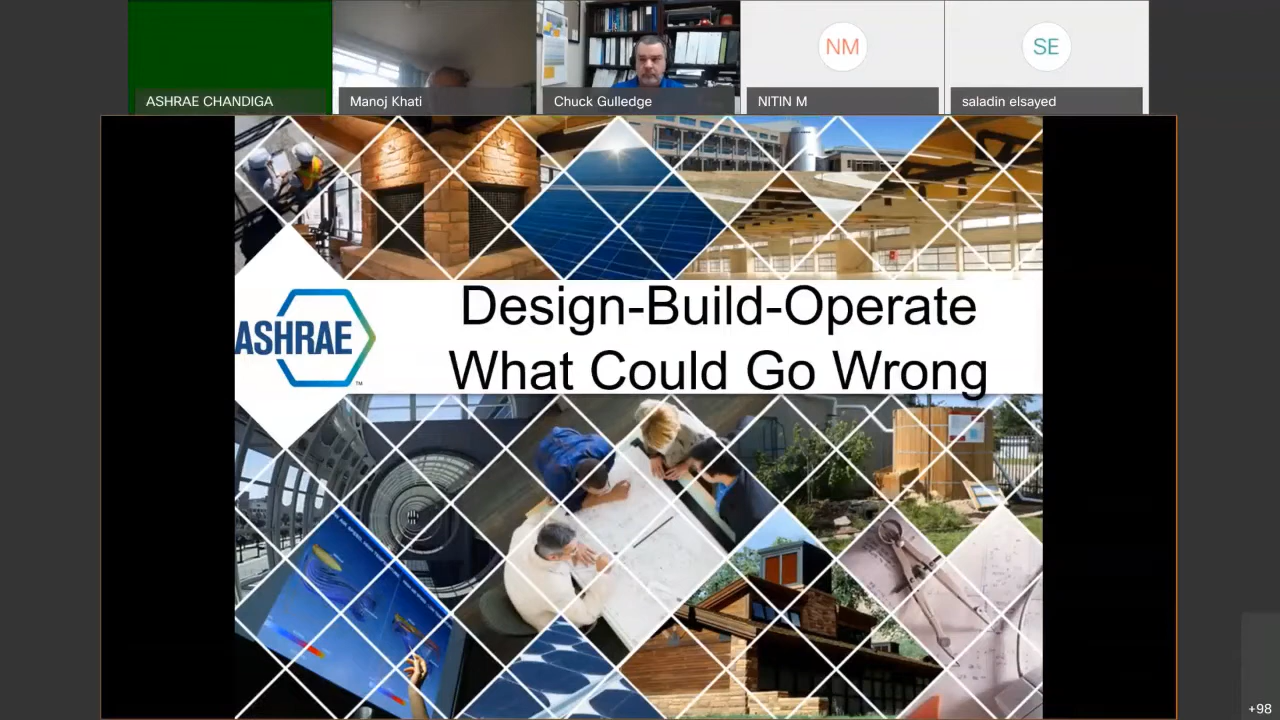 NM
SE
ASHRAE CHANDIGA
Manoj Khati
Chuck Gulledge
NITIN M
saladin elsayed
ASHRAE
TM
Design-Build-Operate
What Could Go Wrong
+98